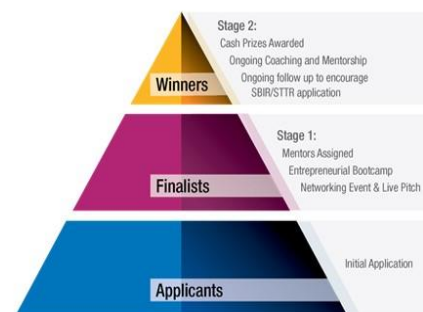 Stage 2:
Cash Prizes Awarded
Ongoing Coaching and Mentorship
Ongoing follow up to encourage
SBIR/STTR application
Winners
Stage 1:
Mentors Assigned
Entrepreneurial Bootcamp
Networking Event & Live Pitch
Finalists
Initial Application
Applicants